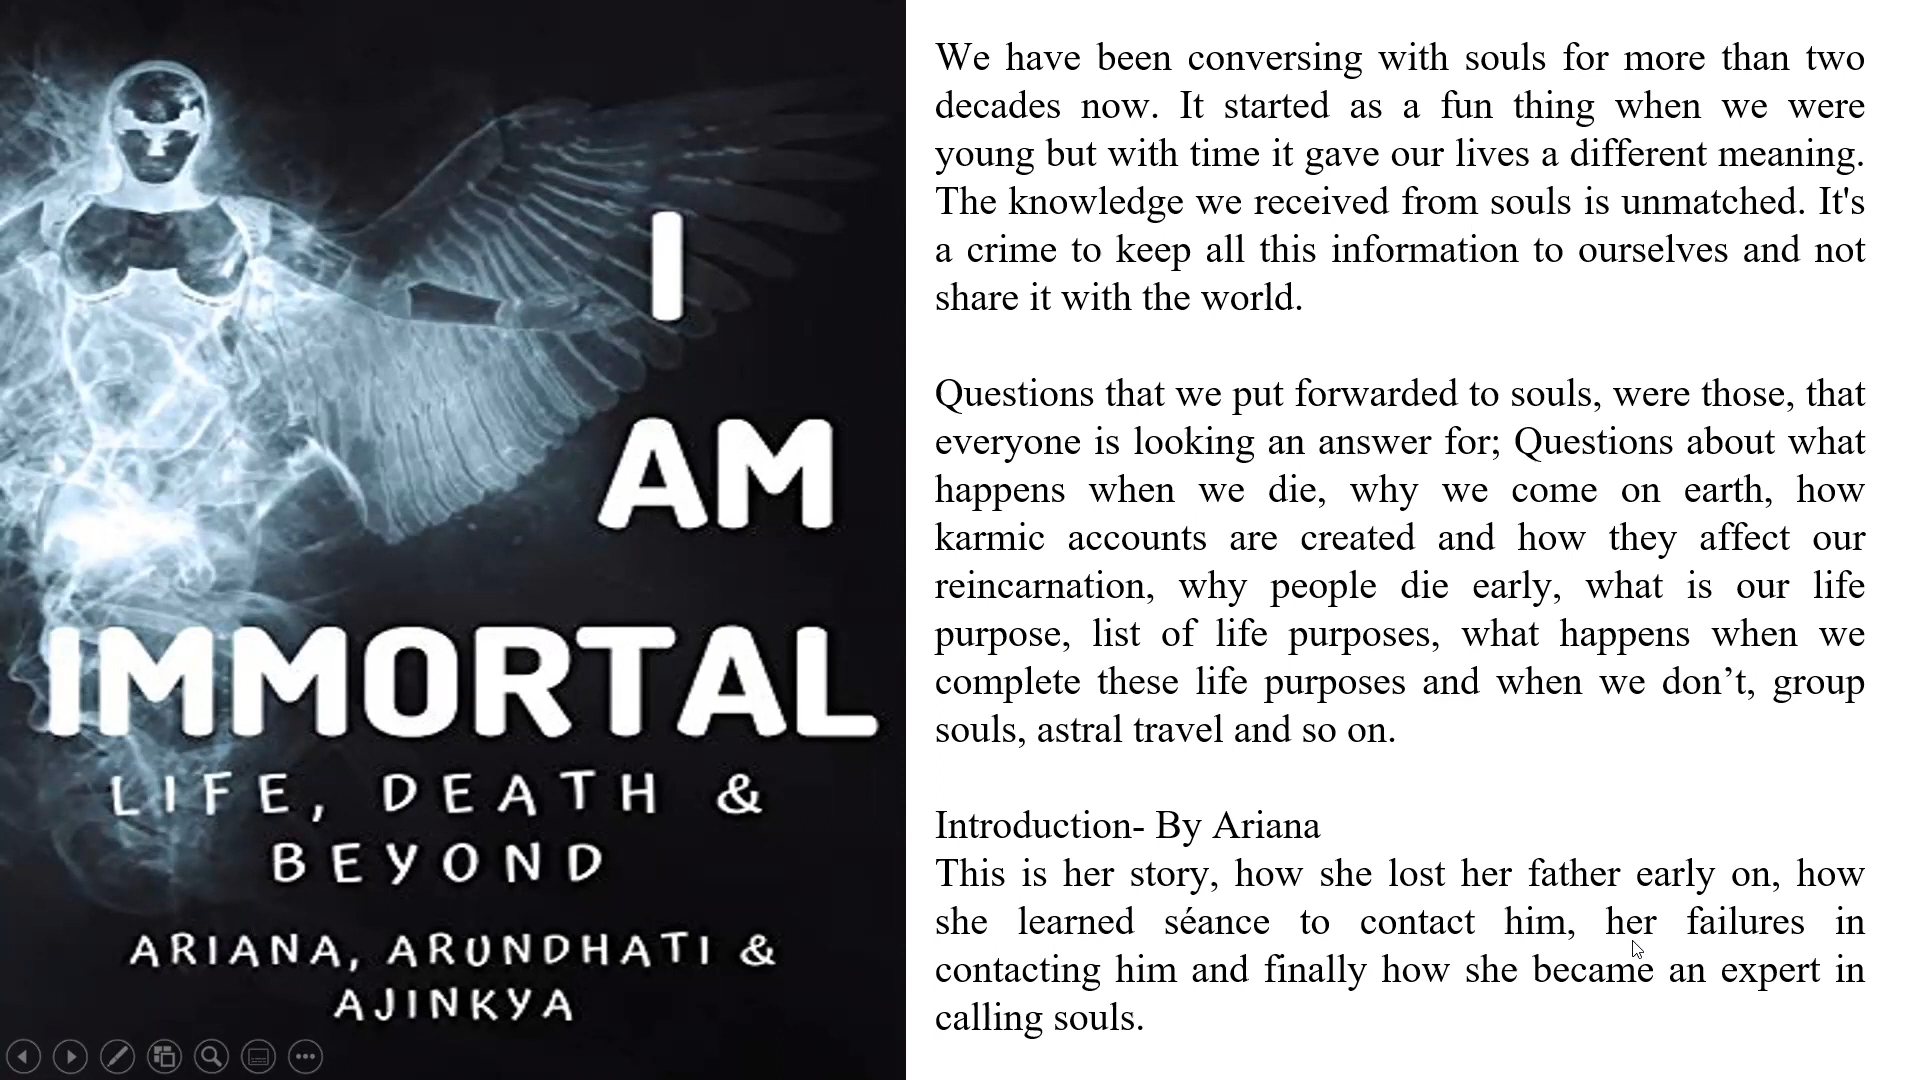 I
AM
IMMORTAL
LIFE, DEATH &
BEYOND
ARIANA, ARUNDHATI &
AJINKYA
We have been conversing with souls for more than two
decades now. It started as a fun thing when we were
young but with time it gave our lives a different meaning.
The knowledge we received from souls is unmatched. It's
a crime to keep all this information to ourselves and not
share it with the world.
Questions that we put forwarded to souls, were those, that
everyone is looking an answer for; Questions about what
happens when we die, why we come on earth, how
karmic accounts are created and how they affect our
reincarnation, why people die early, what is our life
purpose, list of life purposes, what happens when we
complete these life purposes and when we don’t, group
souls, astral travel and so on.
Introduction- By Ariana
This is her story, how she lost her father early on, how
she learned séance to contact him, her failures in
contacting him and finally how she became an expert in
calling souls.